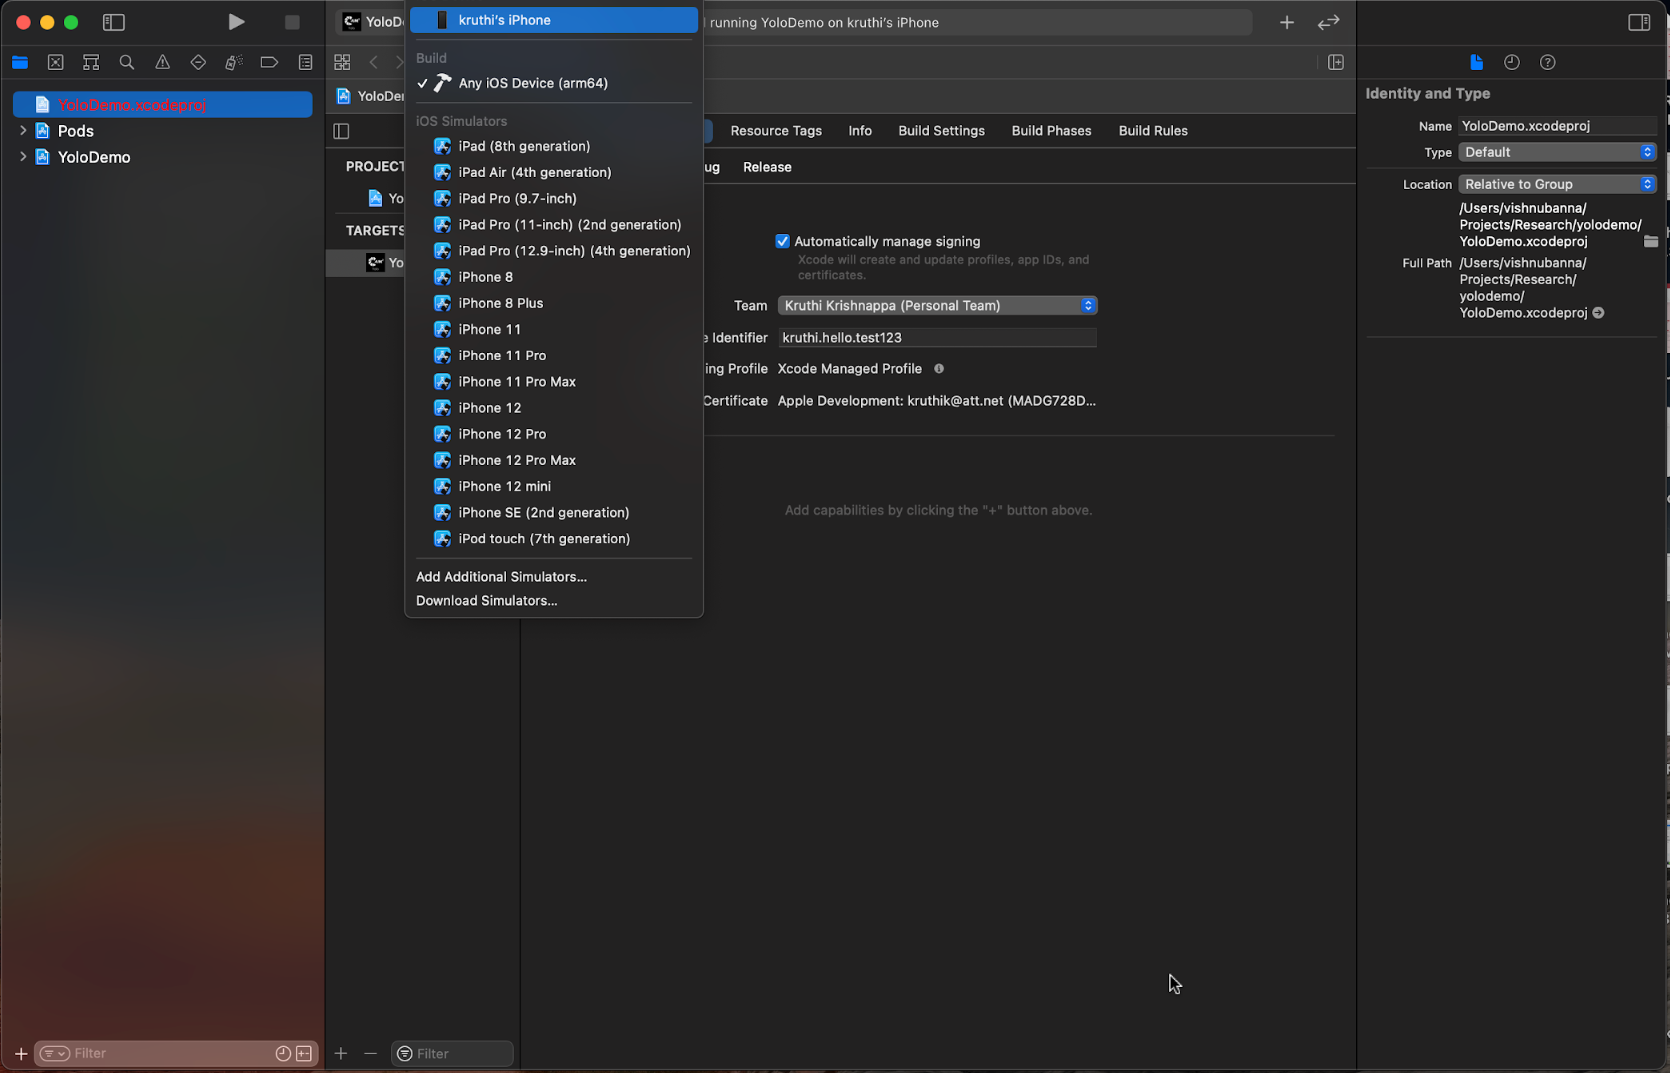 YoloDe
kruthi's iPhone
running YoloDemo on kruthi's iPhone
Build
Any iOS Device (arm64)
iOS Simulators
iPad (8th generation)
iPad Air (4th generation)
iPad Pro (9.7-inch)
iPad Pro (11-inch) (2nd generation)
iPad Pro (12.9-inch) (4th generation)
iPhone 8
iPhone 8 Plus
iPhone 11
iPhone 11 Pro
iPhone 11 Pro Max
iPhone 12
iPhone 12 Pro
iPhone 12 Pro Max
iPhone 12 mini
iPhone SE (2nd generation)
iPod touch (7th generation)
Add Additional Simulators...
Download Simulators...
YoloDemo.xcodeproj
Pods
YoloDemo
YoloDem
PROJECT
Yo
TARGETS
Yo
Resource Tags
Info
Build Settings
Build Phases
Build Rules
ug
Release
Automatically manage signing
Xcode will create and update profiles, app IDs, and
certificates.
Team
Kruthi Krishnappa (Personal Team)
e Identifier
kruthi.hello.test123
ing Profile
Xcode Managed Profile
Certificate
Apple Development: kruthik@att.net (MADG728D...
Add capabilities by clicking the "+" button above.
Identity and Type
Name
YoloDemo.xcodeproj
Type
Default
Location
Relative to Group
/Users/vishnubanna/
Projects/Research/yolodemo/
YoloDemo.xcodeproj
Full Path
/Users/vishnubanna/
Projects/Research/
yolodemo/
YoloDemo.xcodeproj
Filter
Filter